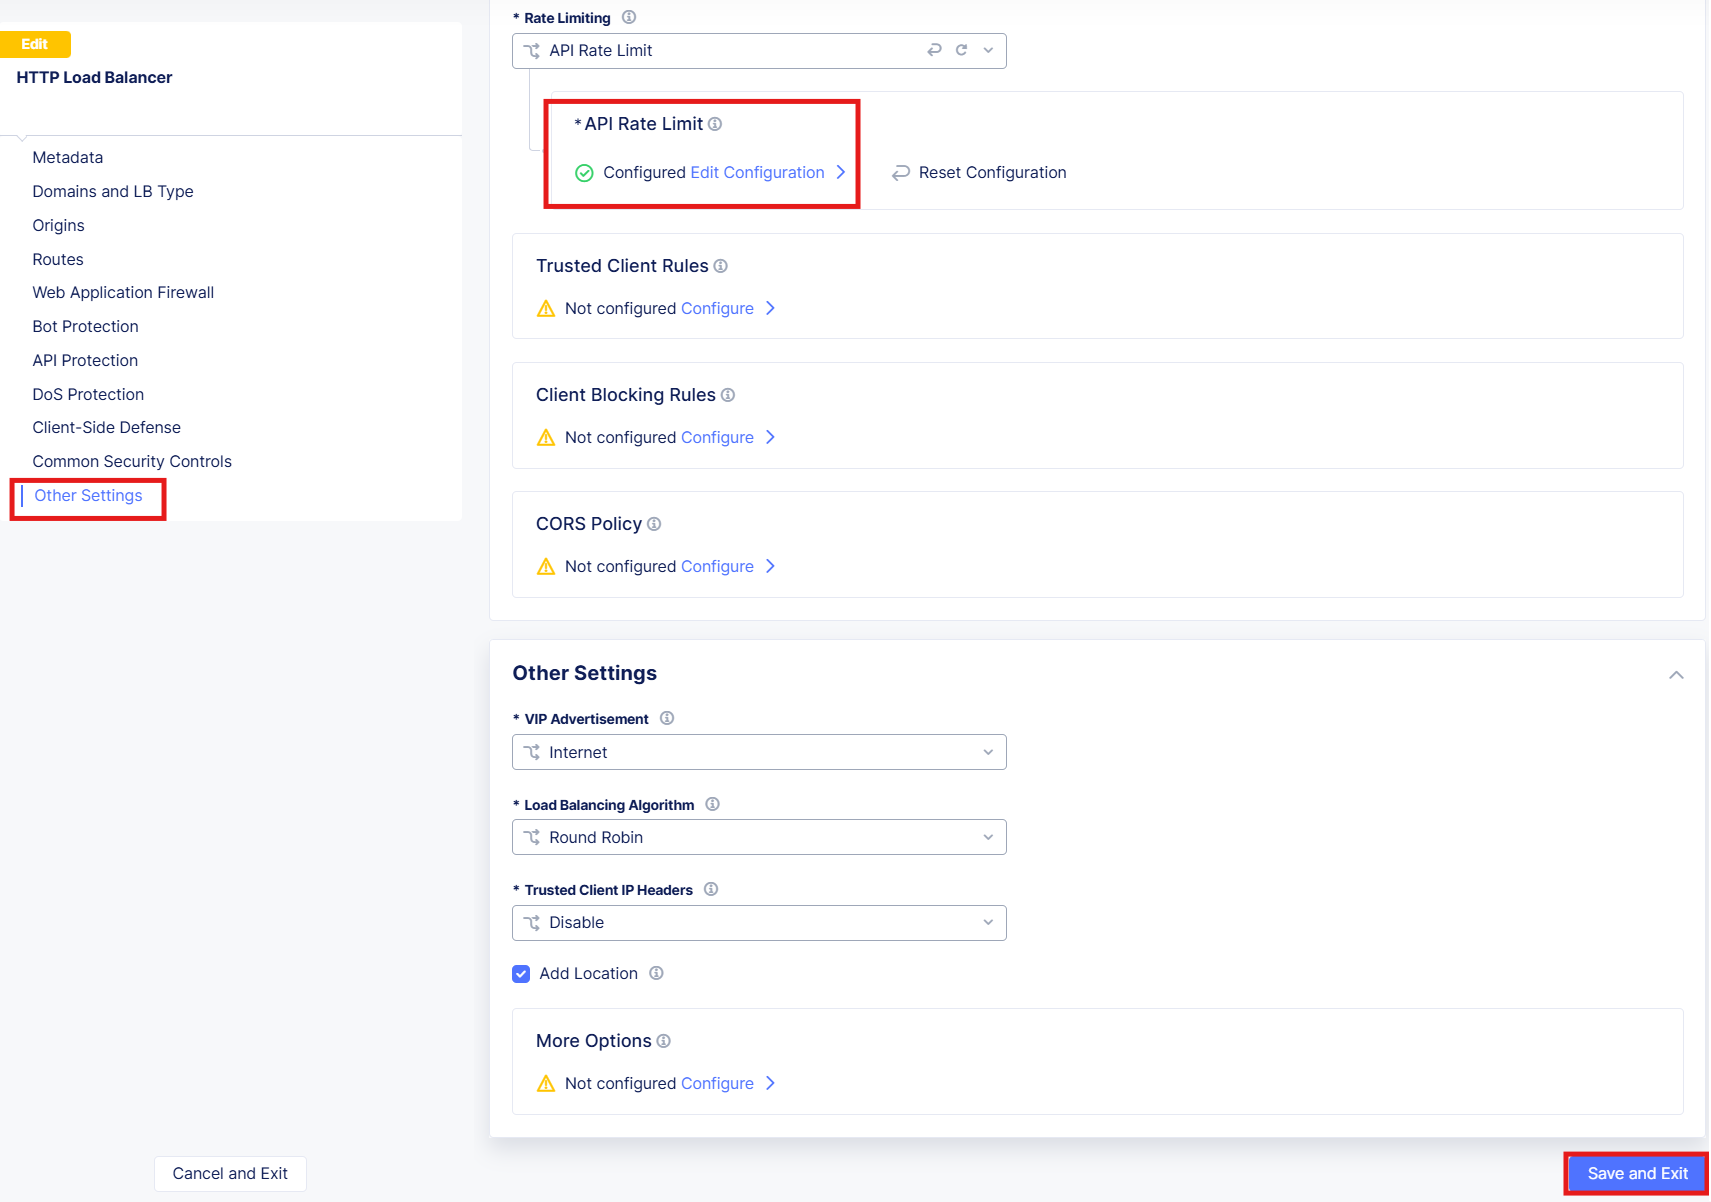 Edit
HTTP Load Balancer
Metadata
Domains and LB Type
Origins
Routes
Web Application Firewall
Bot Protection
API Protection
DoS Protection
Client-Side Defense
Common Security Controls
Other Settings
* Rate Limiting
API Rate Limit
* API Rate Limit
Configured Edit Configuration
Reset Configuration
Trusted Client Rules
Not configured Configure
Client Blocking Rules
Not configured Configure
CORS Policy
Not configured Configure
Other Settings
* VIP Advertisement
Internet
* Load Balancing Algorithm
Round Robin
* Trusted Client IP Headers
Disable
Add Location
More Options
Not configured Configure
Cancel and Exit
Save and Exit